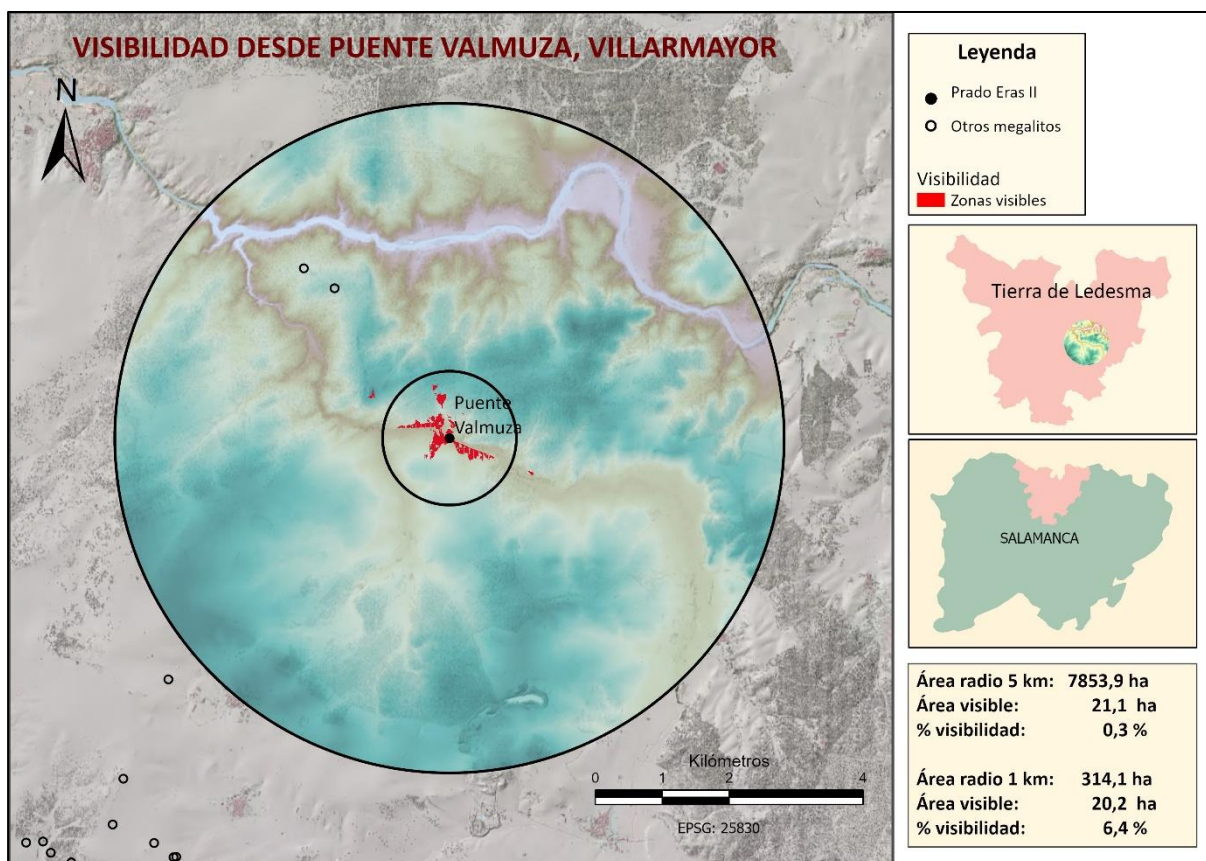 VISIBILIDAD DESDE PUENTE VALMUZA, VILLARMAYOR
N
Puente
Valmuza
Kilómetros
0 1 2 4
EPSG: 25830
Leyenda
Prado Eras II
Otros megalitos
Visibilidad
Zonas visibles
Tierra de Ledesma
SALAMANCA
Área radio 5 km: 7853,9 ha
Área visible: 21,1 ha
% visibilidad: 0,3 %
Área radio 1 km: 314,1 ha
Área visible: 20,2 ha
% visibilidad: 6,4 %